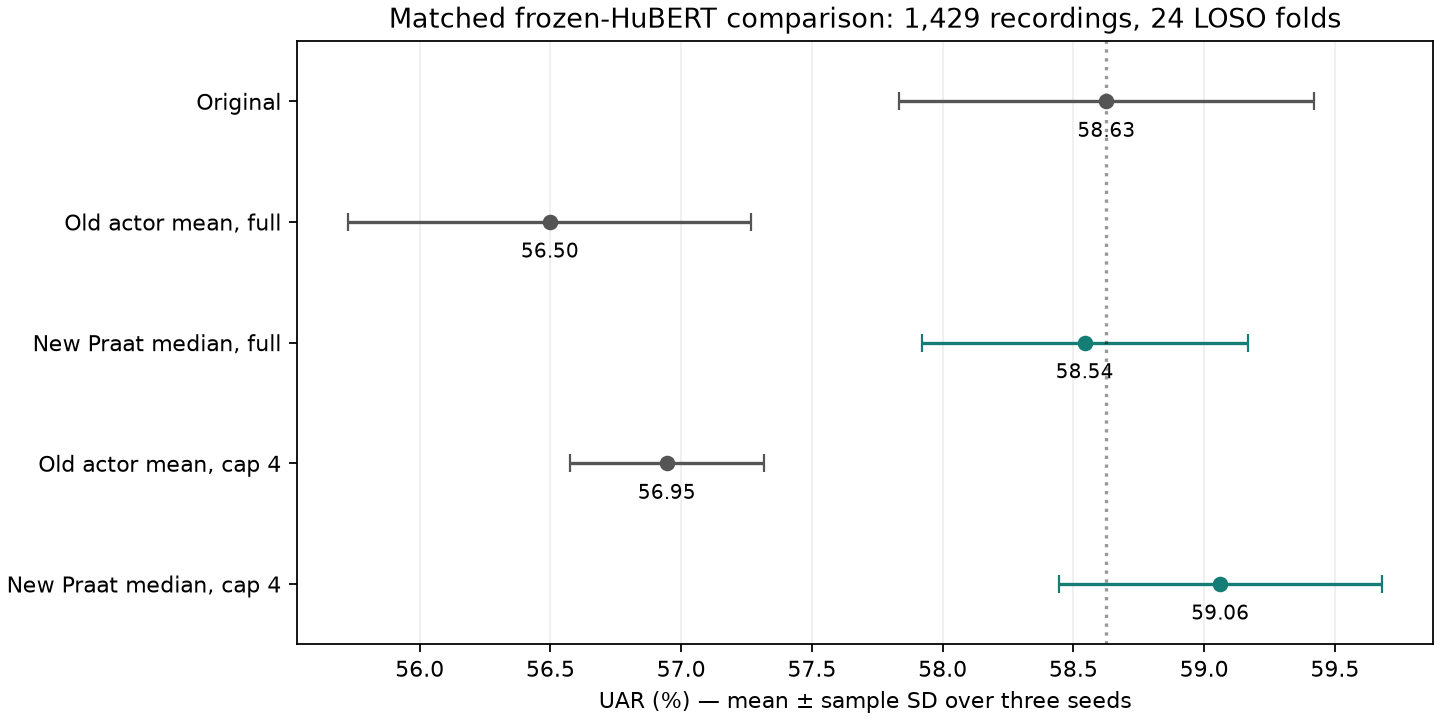 Matched frozen-HuBERT comparison: 1,429 recordings, 24 LOSO folds
Original
58.63
Old actor mean, full
56.50
New Praat median, full
58.54
Old actor mean, cap 4
56.95
New Praat median, cap 4
59.06
56.0 56.5 57.0 57.5 58.0 58.5 59.0 59.5
UAR (%) — mean ± sample SD over three seeds